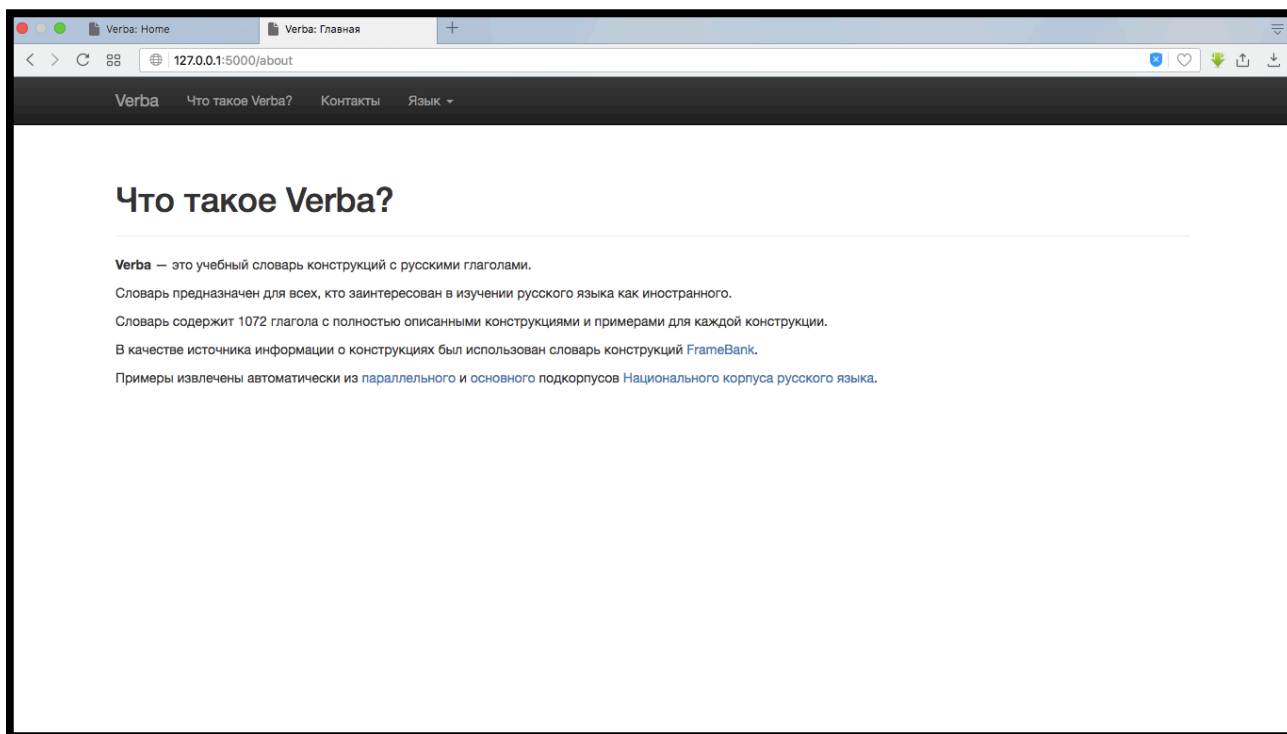 Verba: Home
Verba: Главная
127.0.0.1:5000/about
Verba Что такое Verba? Контакты Язык
Что такое Verba?
Verba — это учебный словарь конструкций с русскими глаголами.
Словарь предназначен для всех, кто заинтересован в изучении русского языка как иностранного.
Словарь содержит 1072 глагола с полностью описанными конструкциями и примерами для каждой конструкции.
В качестве источника информации о конструкциях был использован словарь конструкций FrameBank.
Примеры извлечены автоматически из параллельного и основного подкорпусов Национального корпуса русского языка.